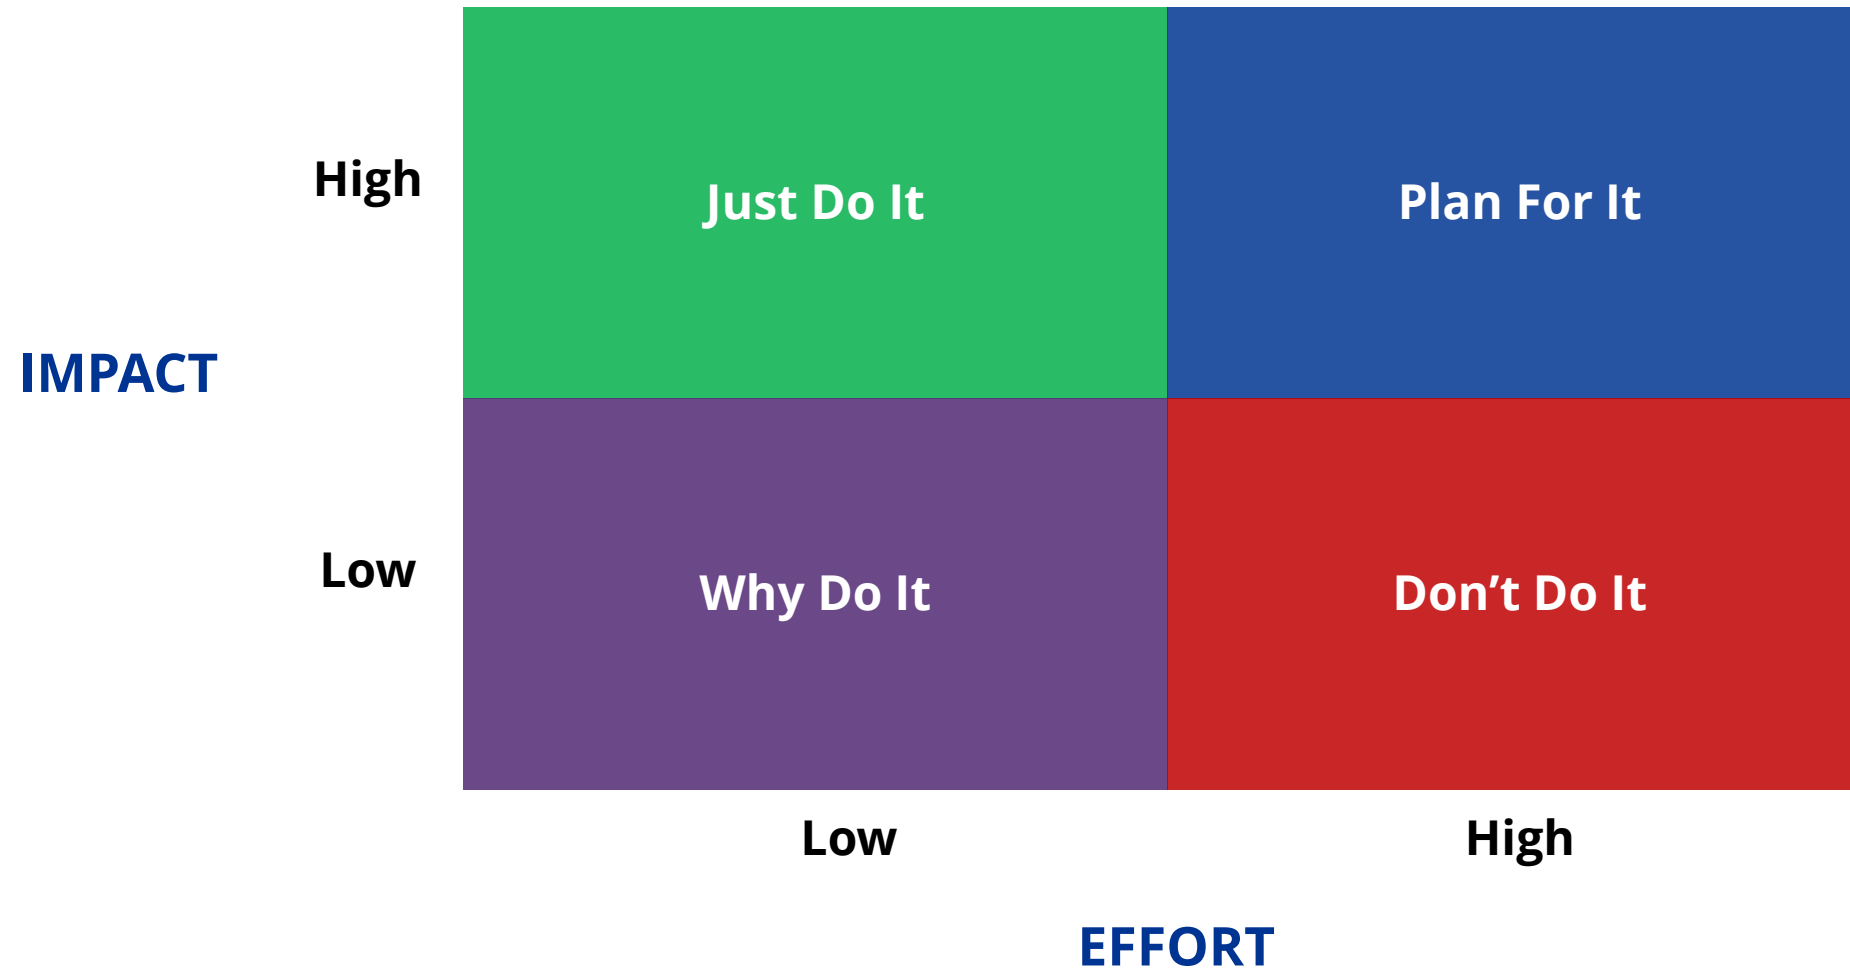 High
Just Do It
Plan For It
IMPACT
Low
Why Do It
Don’t Do It
Low
High
EFFORT